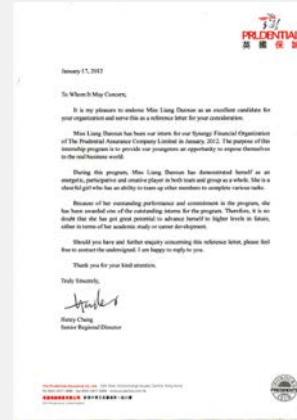 PRUDENTIAL
英國保誠
January 17, 2012
To Whom It May Concern,
It is my pleasure to endorse Miss Liang Danxun as an excellent candidate for
your organization and serve this as a reference letter for your consideration.
Miss Liang Danxun has been our intern for our Synergy Financial Organization
of The Prudential Assurance Company Limited in January, 2012. The purpose of this
internship program is to provide our youngsters an opportunity to expose themselves
to the real business world.
During this program, Miss Liang Danxun has demonstrated herself as an
energetic, participative and creative player in both team and group as a whole. She is a
cheerful girl who has an ability to team up other members to complete various tasks.
Because of her outstanding performance and commitment in the program, she
has been awarded one of the outstanding interns for the program. Therefore, it is no
doubt that she has got great potential to advance herself to higher levels in future,
either in terms of her academic study or career development.
Should you have and further enquiry concerning this reference letter, please feel
free to contact the undersigned. I am happy to reply to you.
Thank you for your kind attention.
Truly Sincerely,
Henry Chang
Senior Regional Director